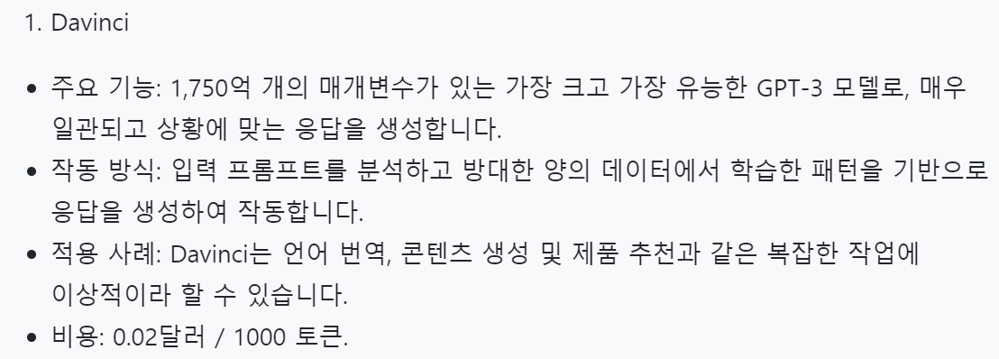 1. Davinci
• 주요 기능: 1,750억 개의 매개변수가 있는 가장 크고 가장 유능한 GPT-3 모델로, 매우
일관되고 상황에 맞는 응답을 생성합니다.
• 작동 방식: 입력 프롬프트를 분석하고 방대한 양의 데이터에서 학습한 패턴을 기반으로
응답을 생성하여 작동합니다.
• 적용 사례: Davinci는 언어 번역, 콘텐츠 생성 및 제품 추천과 같은 복잡한 작업에
이상적이라 할 수 있습니다.
• 비용: 0.02달러 / 1000 토큰.